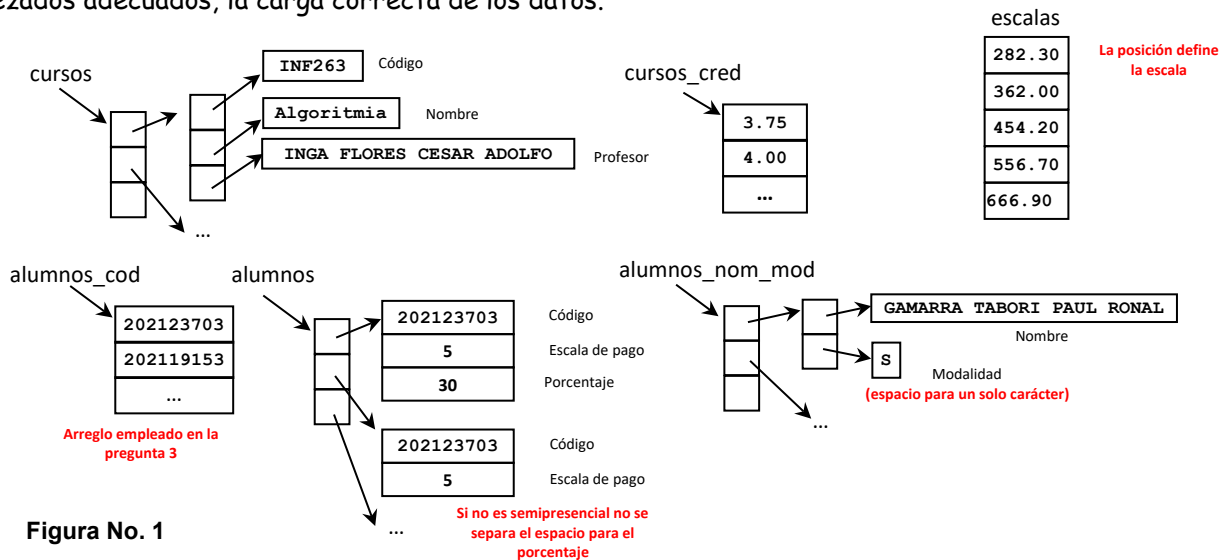 ezados adecuados, la carga correcta de los datos.
escalas
282.30
362.00
454.20
556.70
666.90
La posición define
la escala
cursos
INF263
Código
Algoritmia
Nombre
INGA FLORES CESAR ADOLFO
Profesor
...
cursos_cred
3.75
4.00
...
alumnos_cod
202123703
202119153
...
Arreglo empleado en la
pregunta 3
alumnos
202123703
Código
5
Escala de pago
30
Porcentaje
202123703
Código
5
Escala de pago
...
Si no es semipresencial no se
separa el espacio para el
porcentaje
alumnos_nom_mod
GAMARRA TABORI PAUL RONAL
Nombre
S
Modalidad
(espacio para un solo carácter)
...
Figura No. 1